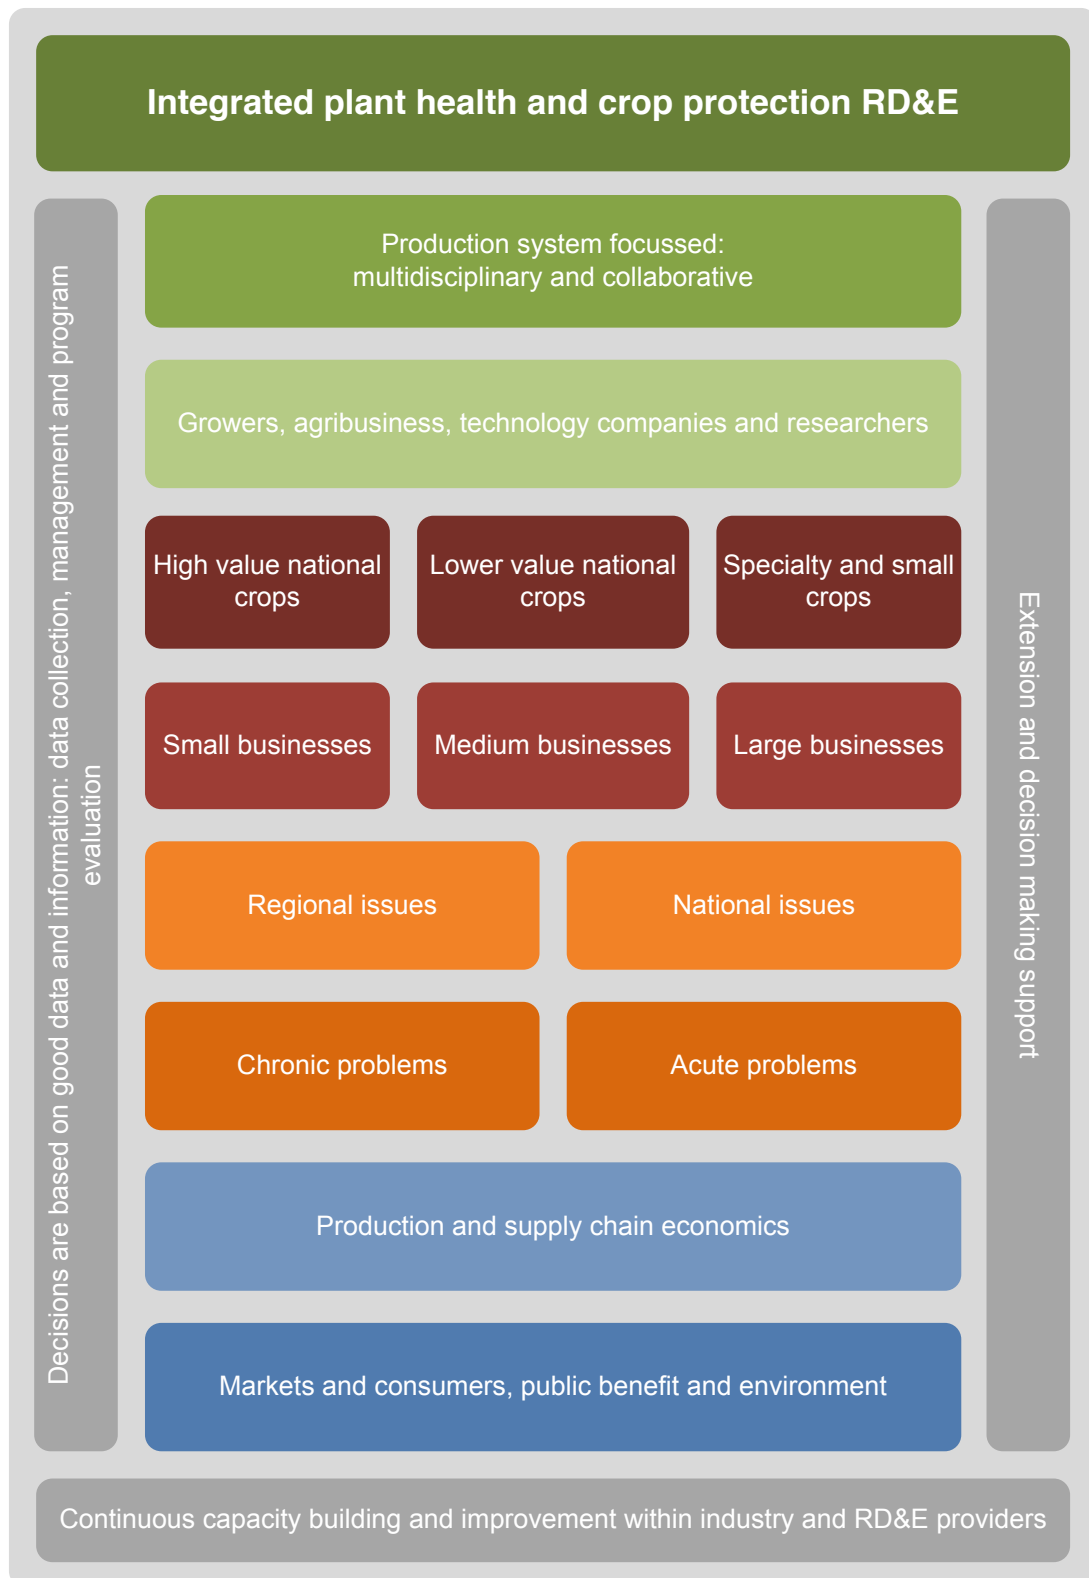 Integrated plant health and crop protection RD&E
Decisions are based on good data and information: data collection, management and program
evaluation
Production system focussed:
multidisciplinary and collaborative
Growers, agribusiness, technology companies and researchers
High value national
crops
Lower value national
crops
Specialty and small
crops
Small businesses
Medium businesses
Large businesses
Regional issues
National issues
Chronic problems
Acute problems
Production and supply chain economics
Markets and consumers, public benefit and environment
Extension and decision making support
Continuous capacity building and improvement within industry and RD&E providers